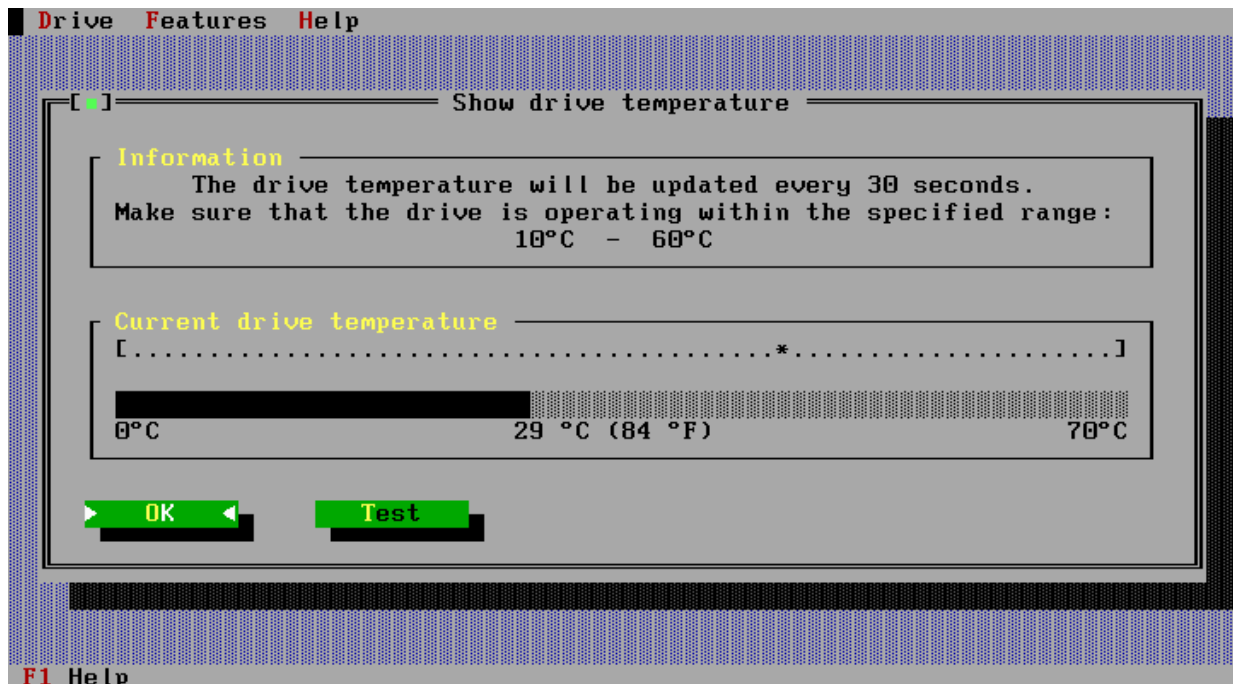 Drive Features Help
[■] Show drive temperature
Information
The drive temperature will be updated every 30 seconds.
Make sure that the drive is operating within the specified range:
10°C - 60°C
Current drive temperature
[..........................................*.....................]
0°C 29 °C (84 °F) 70°C
OK Test
F1 Help